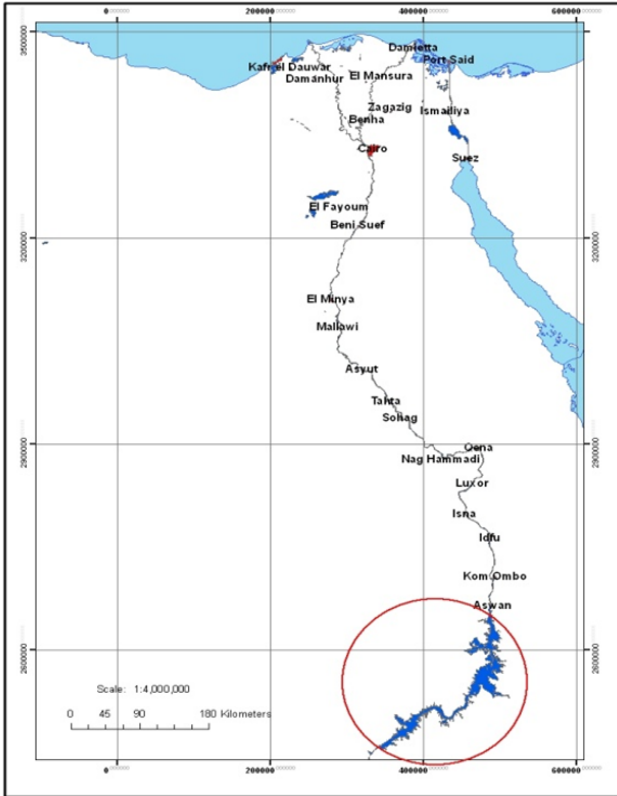 0 200000 400000 600000
3500000 3500000
Damietta
Port Said
Kafr el Dauwar
Damanhur
El Mansura
Zagazig
Ismailiya
Benha
Cairo
Suez
El Fayoum
Beni Suef
3200000 3200000
El Minya
Mallawi
Asyut
Tahta
Sohag
2900000 2900000
Qena
Nag Hammadi
Luxor
Isna
Idfu
Kom Ombo
Aswan
2600000 2600000
Scale: 1:4,000,000
0 45 90 180 Kilometers
0 200000 400000 600000